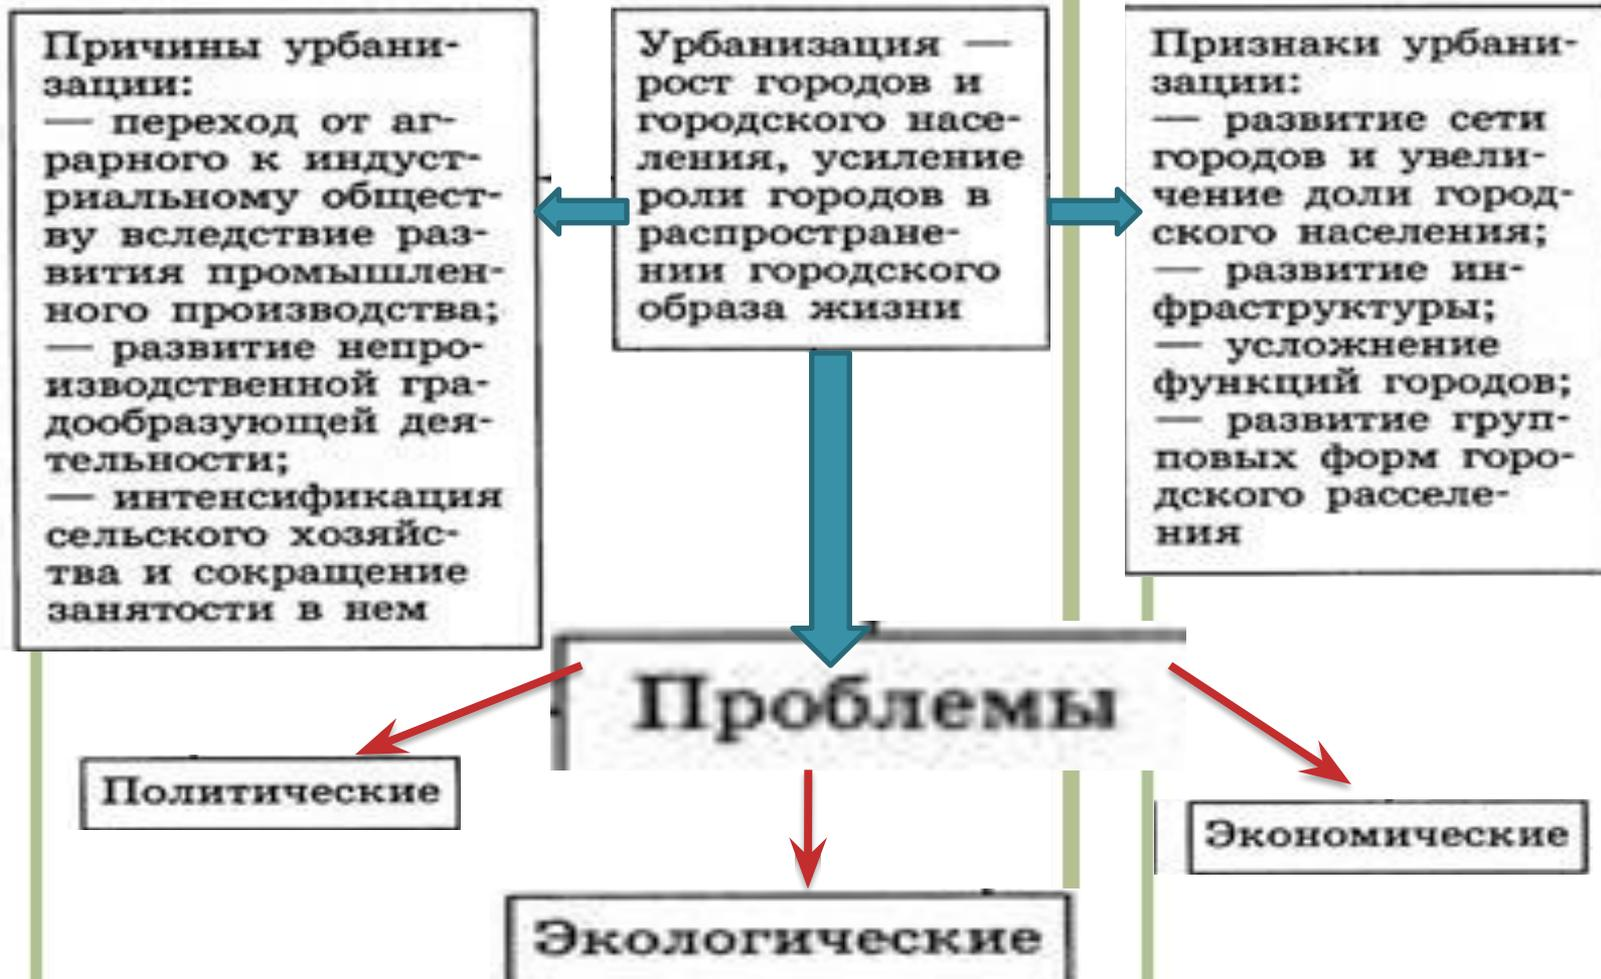 Причины урбани-
зации:
— переход от аг-
рарного к индуст-
риальному общест-
ву вследствие раз-
вития промышлен-
ного производства;
— развитие непро-
изводственной гра-
дообразующей дея-
тельности;
— интенсификация
сельского хозяйс-
тва и сокращение
занятости в нем
Урбанизация —
рост городов и
городского насе-
ления, усиление
роли городов в
распростране-
нии городского
образа жизни
Признаки урбани-
зации:
— развитие сети
городов и увели-
чение доли город-
ского населения;
— развитие ин-
фраструктуры;
— усложнение
функций городов;
— развитие груп-
повых форм горо-
дского расселе-
ния
Проблемы
Политические
Экологические
Экономические